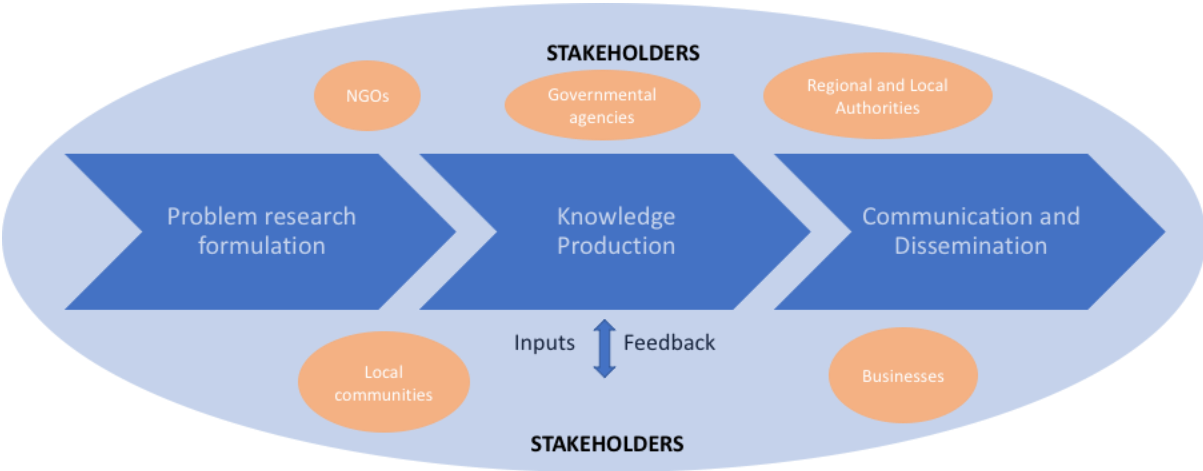 STAKEHOLDERS
NGOs
Governmental
agencies
Regional and Local
Authorities
Problem research
formulation
Knowledge
Production
Communication and
Dissemination
Inputs
Feedback
Local
communities
Businesses
STAKEHOLDERS